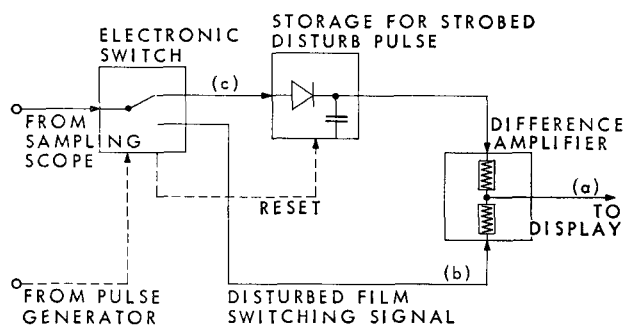 STORAGE FOR STROBED
DISTURB PULSE
ELECTRONIC
SWITCH
(c)
FROM
SAMPLING
SCOPE
DIFFERENCE
AMPLIFIER
(a)
TO
DISPLAY
RESET
(b)
FROM PULSE
GENERATOR
DISTURBED FILM
SWITCHING SIGNAL